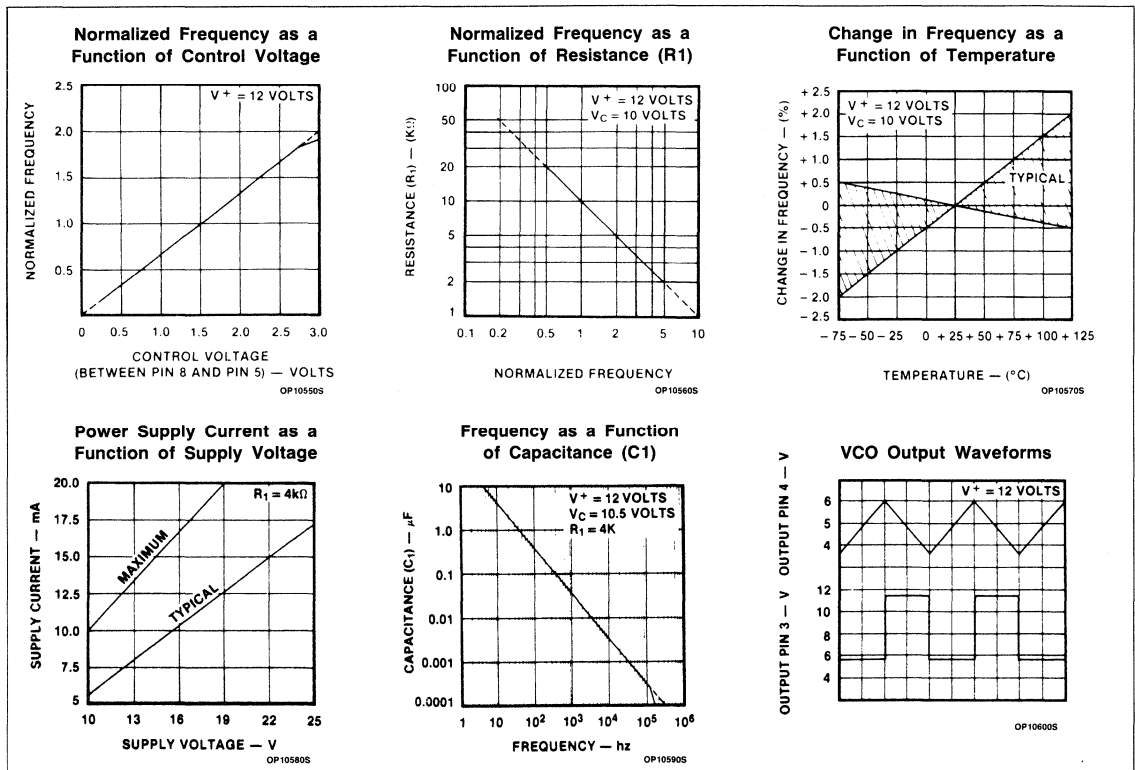 Normalized Frequency as a
Function of Control Voltage
NORMALIZED FREQUENCY
2.5
2.0
1.5
1.0
0.5
V+ = 12 VOLTS
0 0.5 1.0 1.5 2.0 2.5 3.0
CONTROL VOLTAGE
(BETWEEN PIN 8 AND PIN 5) — VOLTS
OP10550S
Normalized Frequency as a
Function of Resistance (R1)
RESISTANCE (R1) — (KΩ)
100
50
20
10
5
2
1
V+ = 12 VOLTS
VC = 10 VOLTS
0.1 0.2 0.5 1 2 5 10
NORMALIZED FREQUENCY
OP10560S
Change in Frequency as a
Function of Temperature
CHANGE IN FREQUENCY — (%)
+ 2.5
+ 2.0
+ 1.5
+ 1.0
+ 0.5
0
– 0.5
– 1.0
– 1.5
– 2.0
– 2.5
V+ = 12 VOLTS
VC = 10 VOLTS
TYPICAL
– 75 – 50 – 25 0 + 25 + 50 + 75 + 100 + 125
TEMPERATURE — (°C)
OP10570S
Power Supply Current as a
Function of Supply Voltage
SUPPLY CURRENT — mA
20.0
17.5
15.0
12.5
10.0
7.5
5
R1 = 4kΩ
MAXIMUM
TYPICAL
10 13 16 19 22 25
SUPPLY VOLTAGE — V
OP10580S
Frequency as a Function
of Capacitance (C1)
CAPACITANCE (C1) — μF
10
1.0
0.1
0.01
0.001
0.0001
V+ = 12 VOLTS
VC = 10.5 VOLTS
R1 = 4K
1 10 10² 10³ 10⁴ 10⁵ 10⁶
FREQUENCY — hz
OP10590S
VCO Output Waveforms
OUTPUT PIN 3 — V OUTPUT PIN 4 — V
V+ = 12 VOLTS
6
5
4
12
10
8
6
4
OP10600S